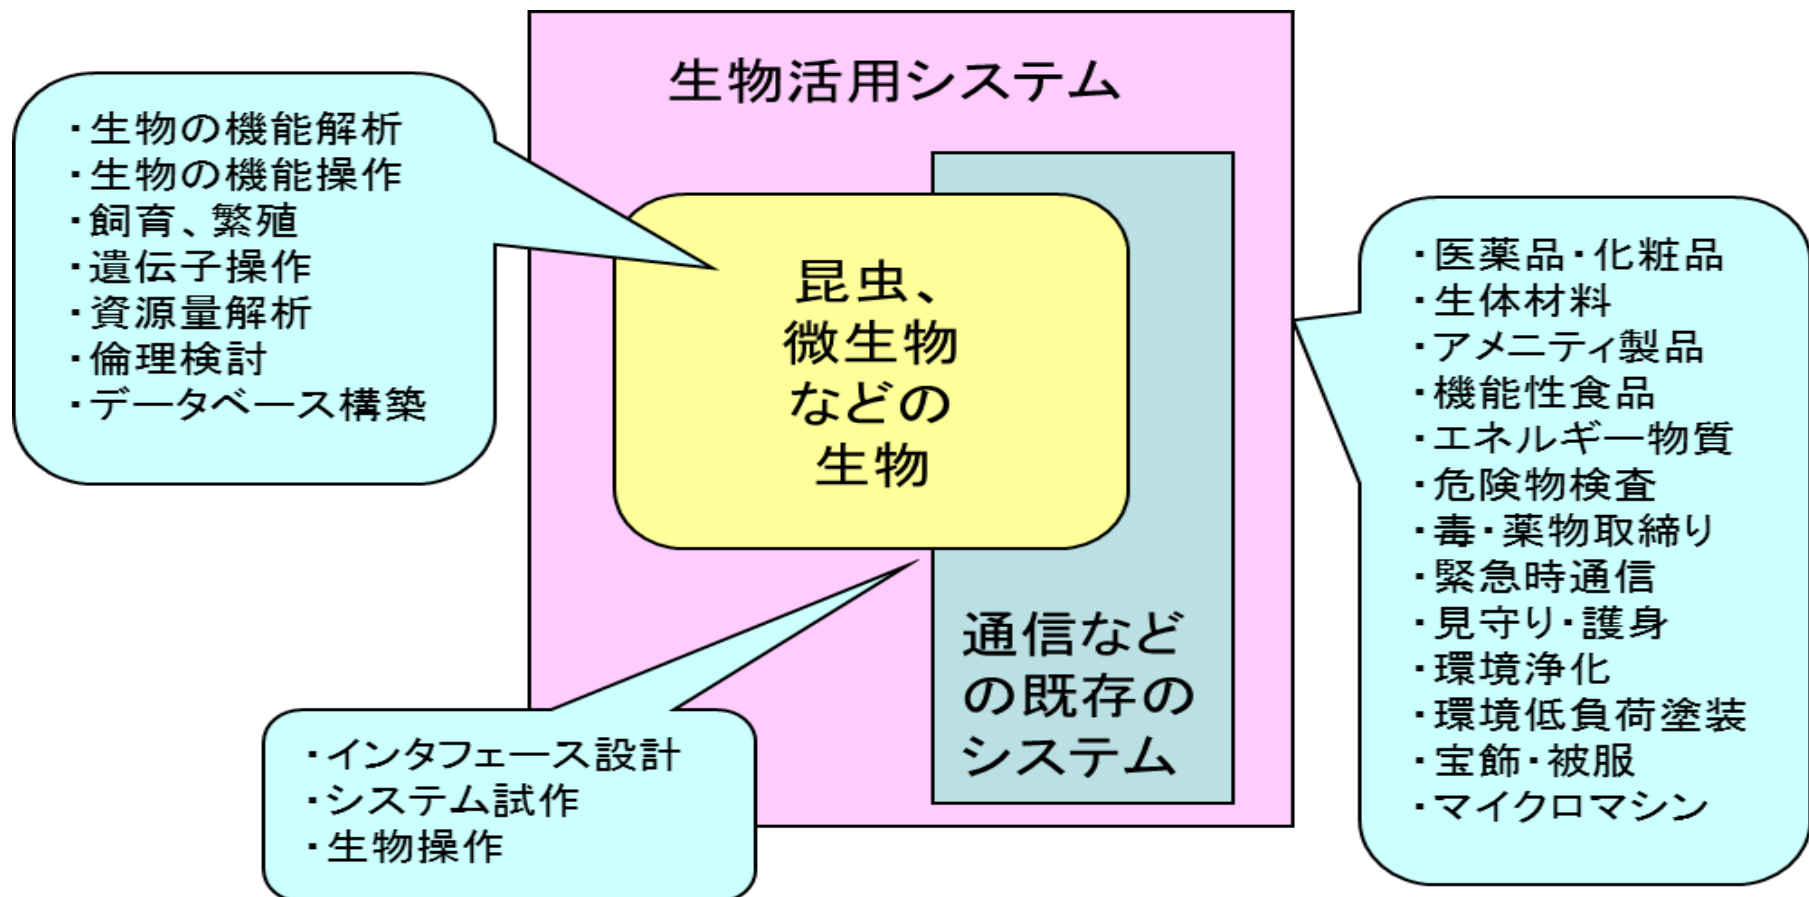 生物活用システム
・生物の機能解析
・生物の機能操作
・飼育、繁殖
・遺伝子操作
・資源量解析
・倫理検討
・データベース構築
昆虫、
微生物
などの
生物
通信など
の既存の
システム
・インタフェース設計
・システム試作
・生物操作
・医薬品・化粧品
・生体材料
・アメニティ製品
・機能性食品
・エネルギー物質
・危険物検査
・毒・薬物取締り
・緊急時通信
・見守り・護身
・環境浄化
・環境低負荷塗装
・宝飾・被服
・マイクロマシン